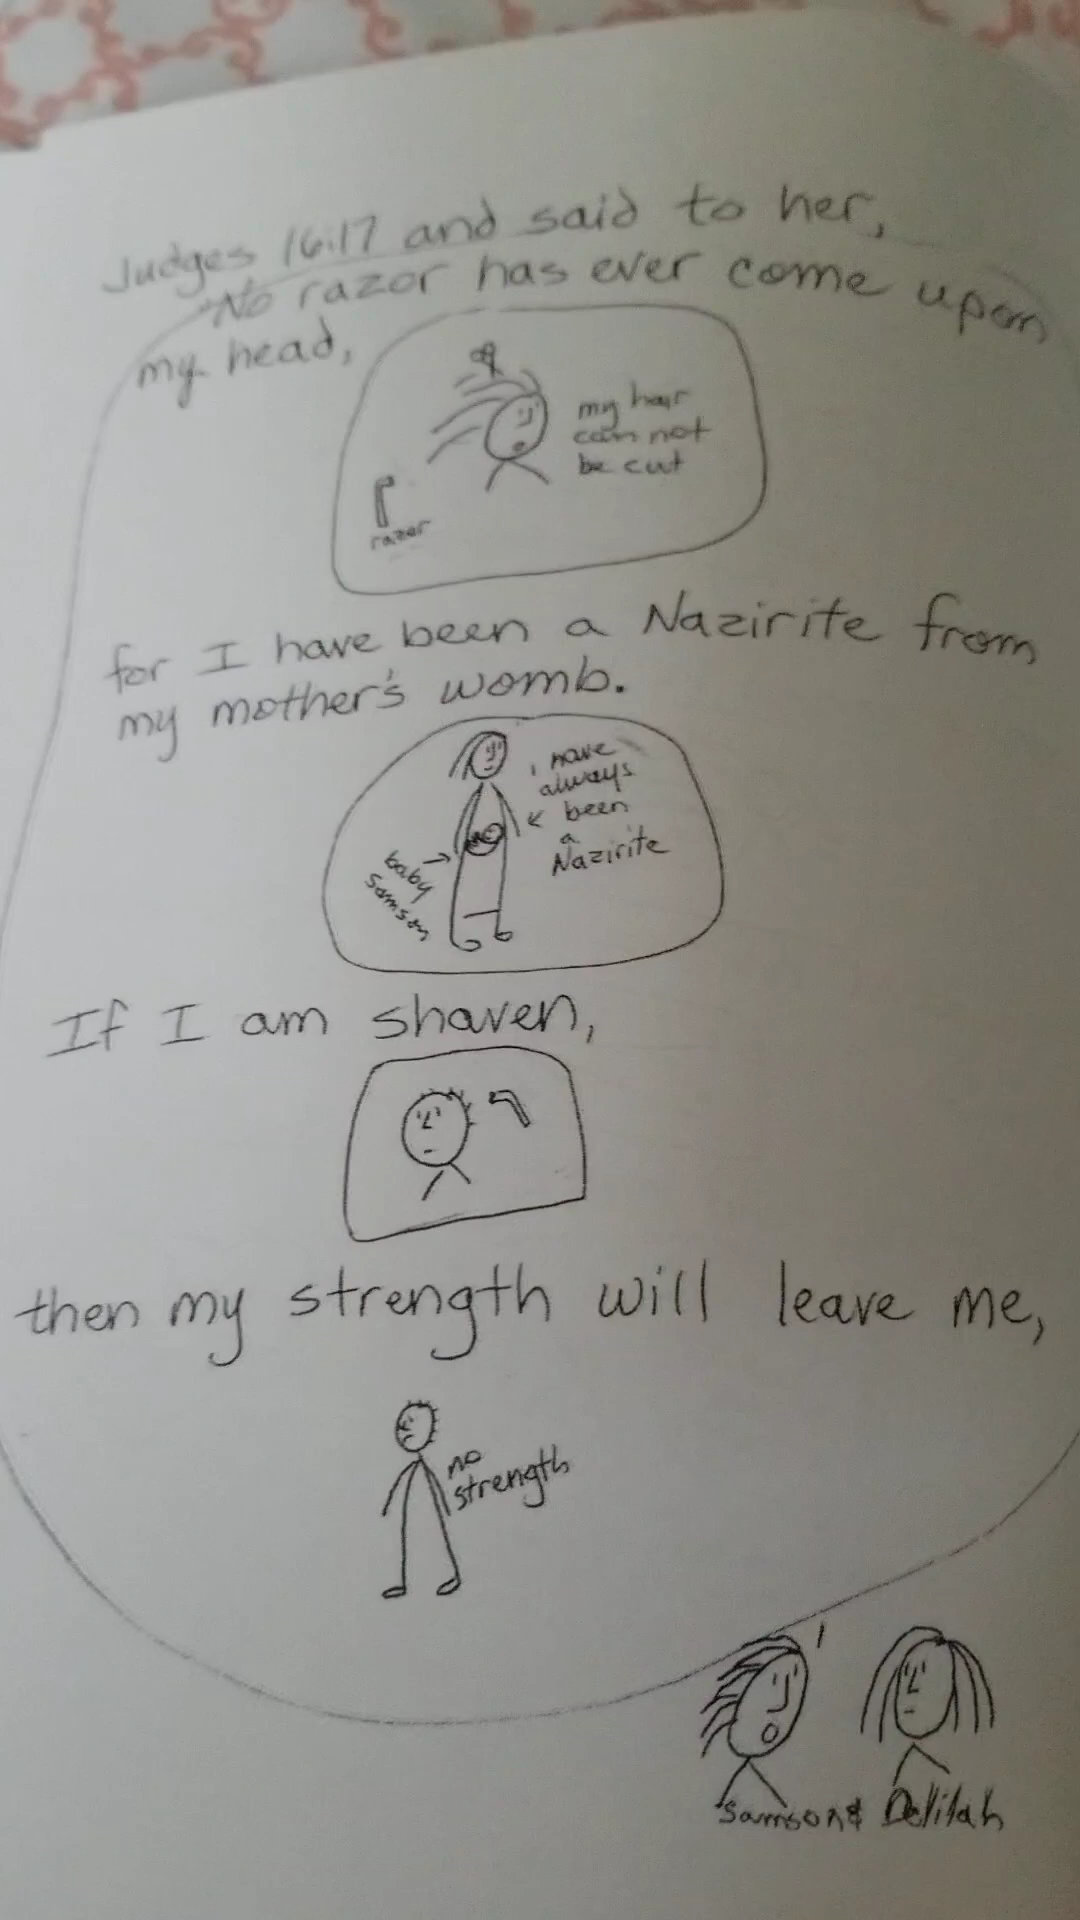 Judges 16:17 and said to her,
"No razor has ever come upon
my head,
my hair
can not
be cut
razer
for I have been a Nazirite from
my mother's womb.
I have
always
been
a
Nazirite
baby
Samson
If I am shaven,
then my strength will leave me,
no
strength
Samson & Delilah